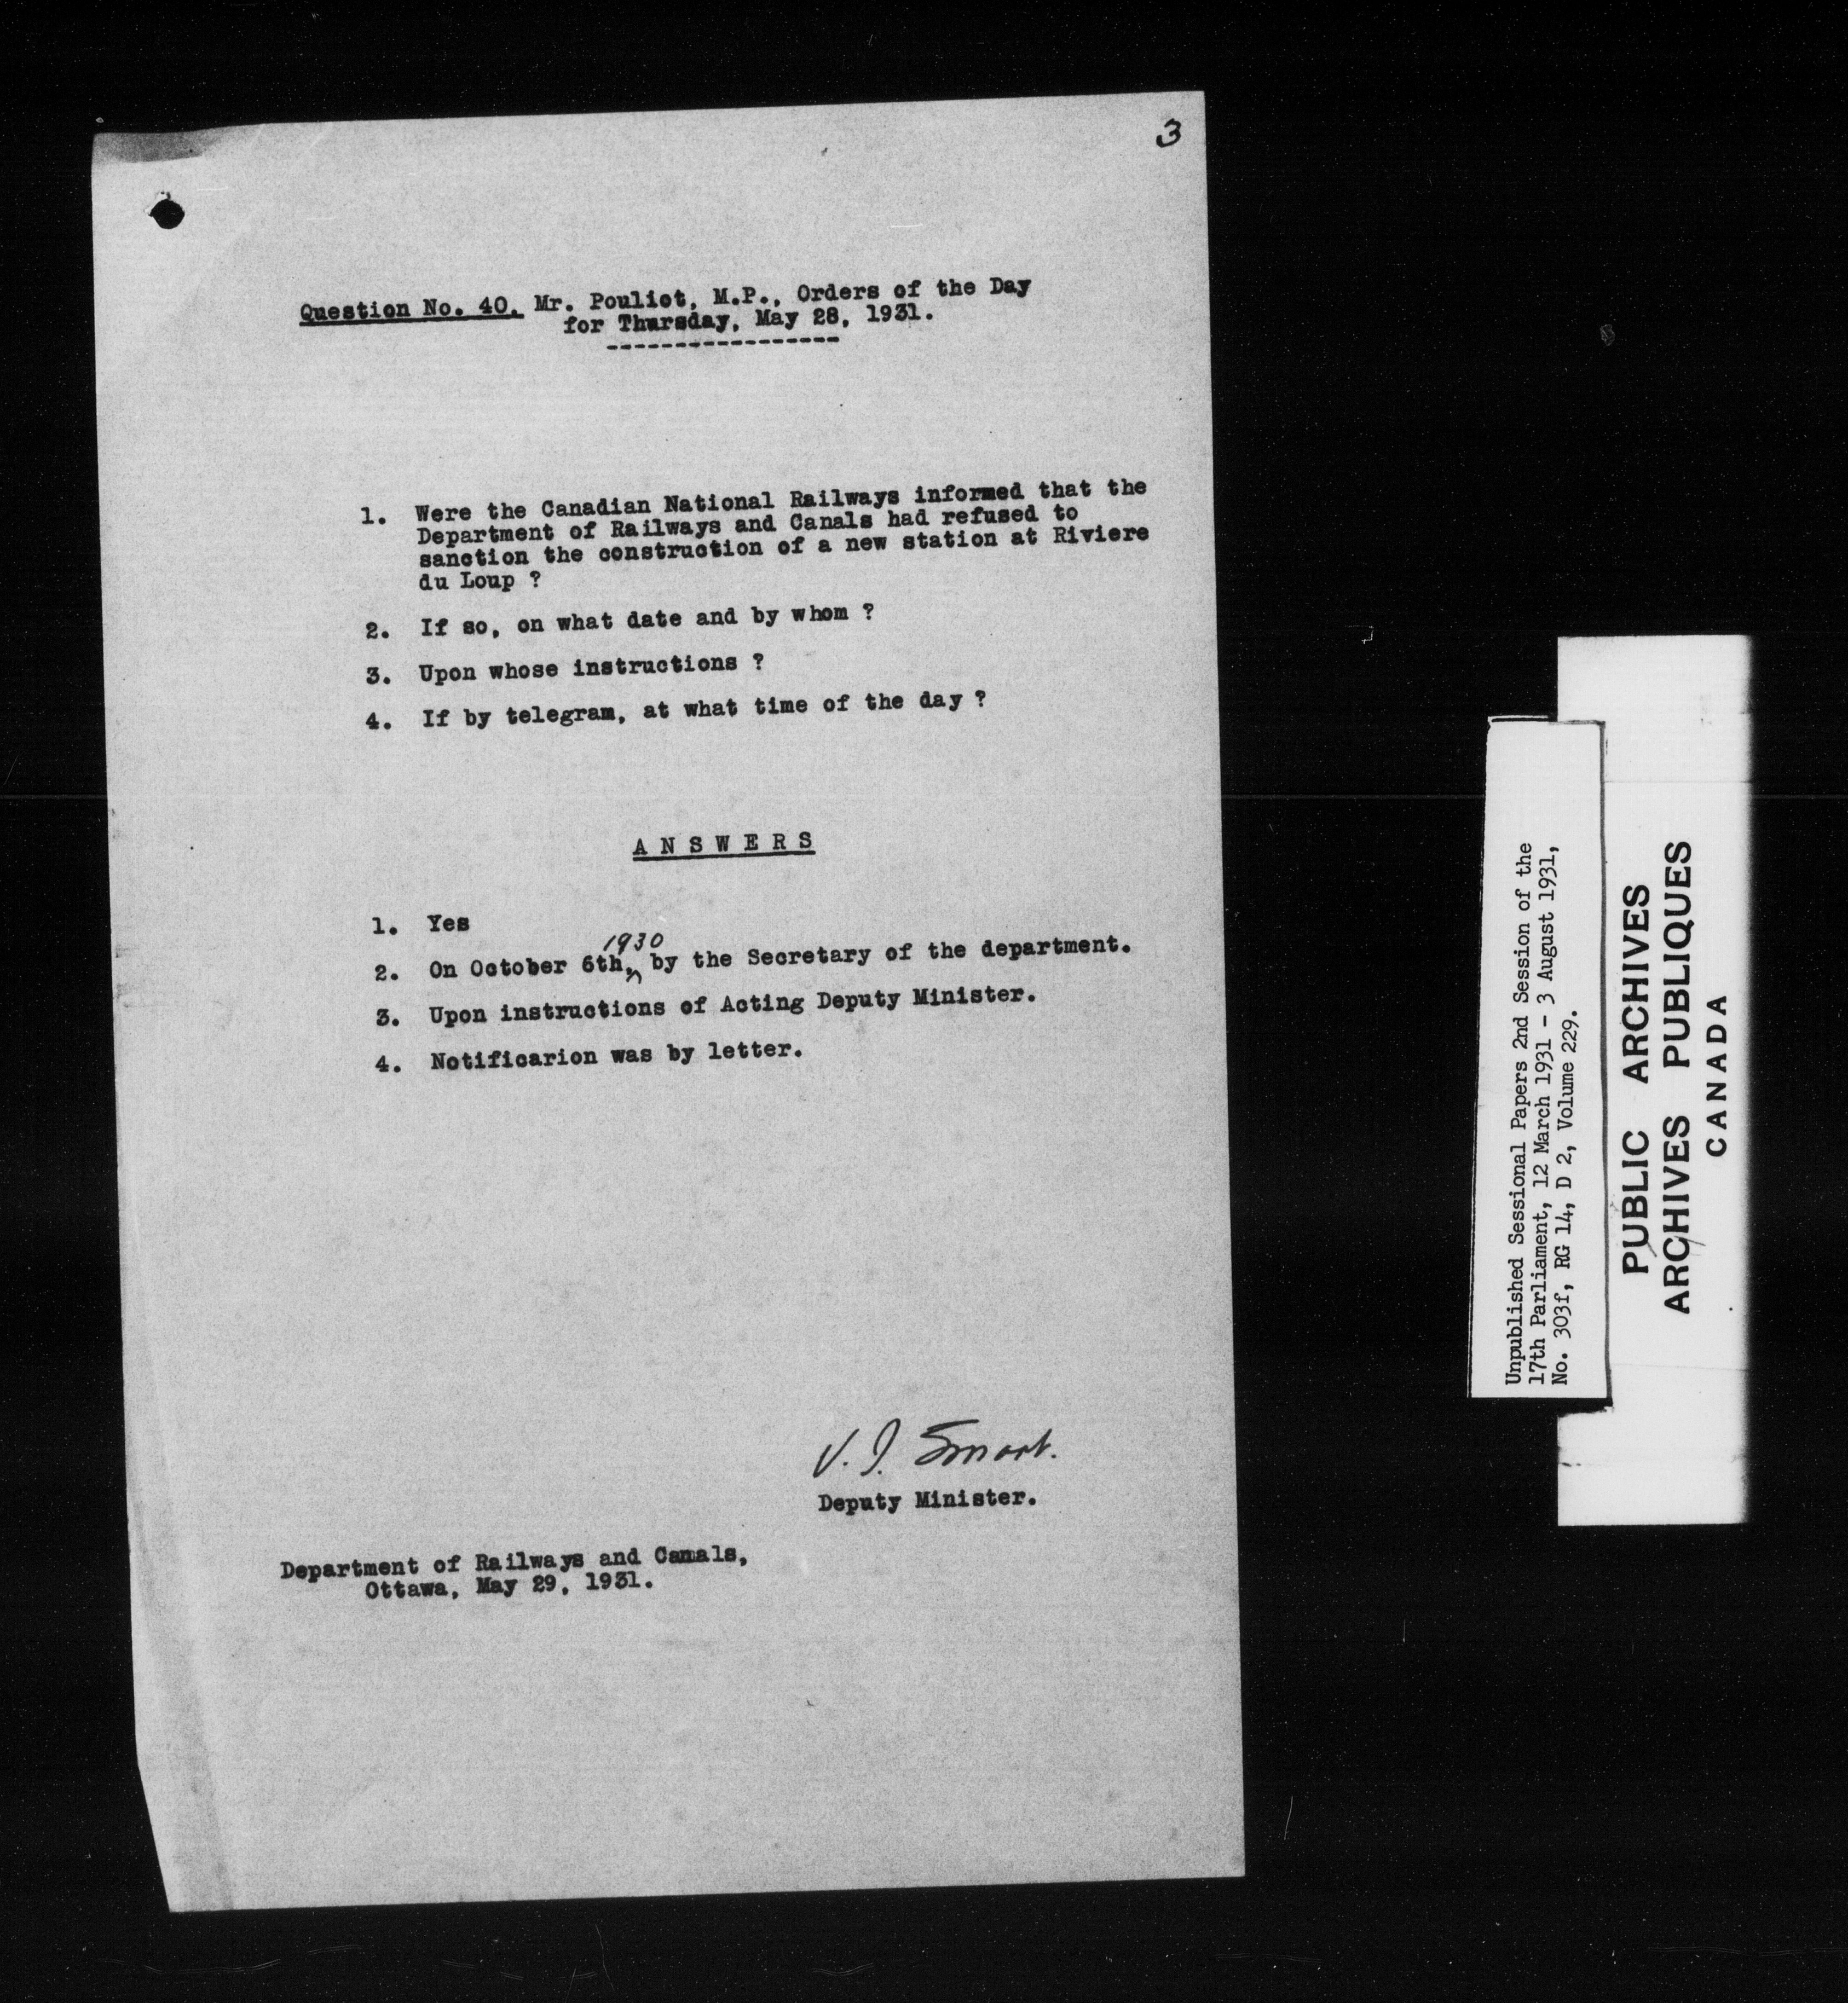 3
Question No. 40. Mr. Pouliot, M.P., Orders of the Day
for Thursday, May 28, 1931.
-----------------
1. Were the Canadian National Railways informed that the
Department of Railways and Canals had refused to
sanction the construction of a new station at Riviere
du Loup ?
2. If so, on what date and by whom ?
3. Upon whose instructions ?
4. If by telegram, at what time of the day ?
A N S W E R S
1. Yes
1930
2. On October 6th, by the Secretary of the department.
3. Upon instructions of Acting Deputy Minister.
4. Notificarion was by letter.
V. I. Smart.
Deputy Minister.
Department of Railways and Canals,
Ottawa, May 29, 1931.
Unpublished Sessional Papers 2nd Session of the
17th Parliament, 12 March 1931 - 3 August 1931,
No. 303f, RG 14, D 2, Volume 229.
PUBLIC ARCHIVES
ARCHIVES PUBLIQUES
CANADA